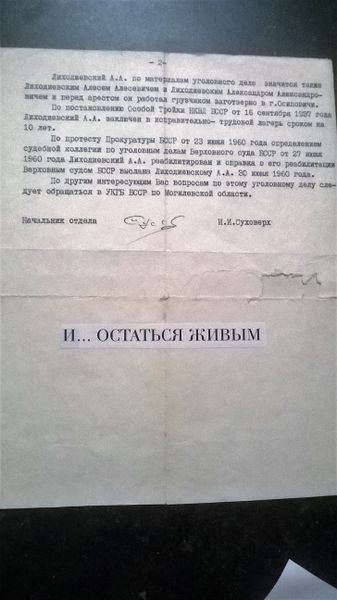 - 2-
Лиходиевский А.А. по материалам уголовного дела значится также
Лиходиевским Алесем Алесевичем и Лиходиевским Александром Александро-
вичем и перед арестом он работал грузчиком заготзерно в г.Осиповичи.
По постановлению Особой Тройки НКВД БССР от 16 сентября 1937 года
Лиходиевский А.А. заключен в исправительно-трудовой лагерь сроком на
10 лет.
По протесту Прокуратуры БССР от 23 июня 1960 года определением
судебной коллегии по уголовным делам Верховного суда БССР от 27 июня
1960 года Лиходиевский А.А. реабилитирован и справка о его реабилитации
Верховным судом БССР выслана Лиходиевскому А.А. 30 июня 1960 года.
По другим интересующим Вас вопросам по этому уголовному делу сле-
дует обращаться в УКГБ БССР по Могилевской области.
Начальник отдела И.И.Суховерх
И... ОСТАТЬСЯ ЖИВЫМ